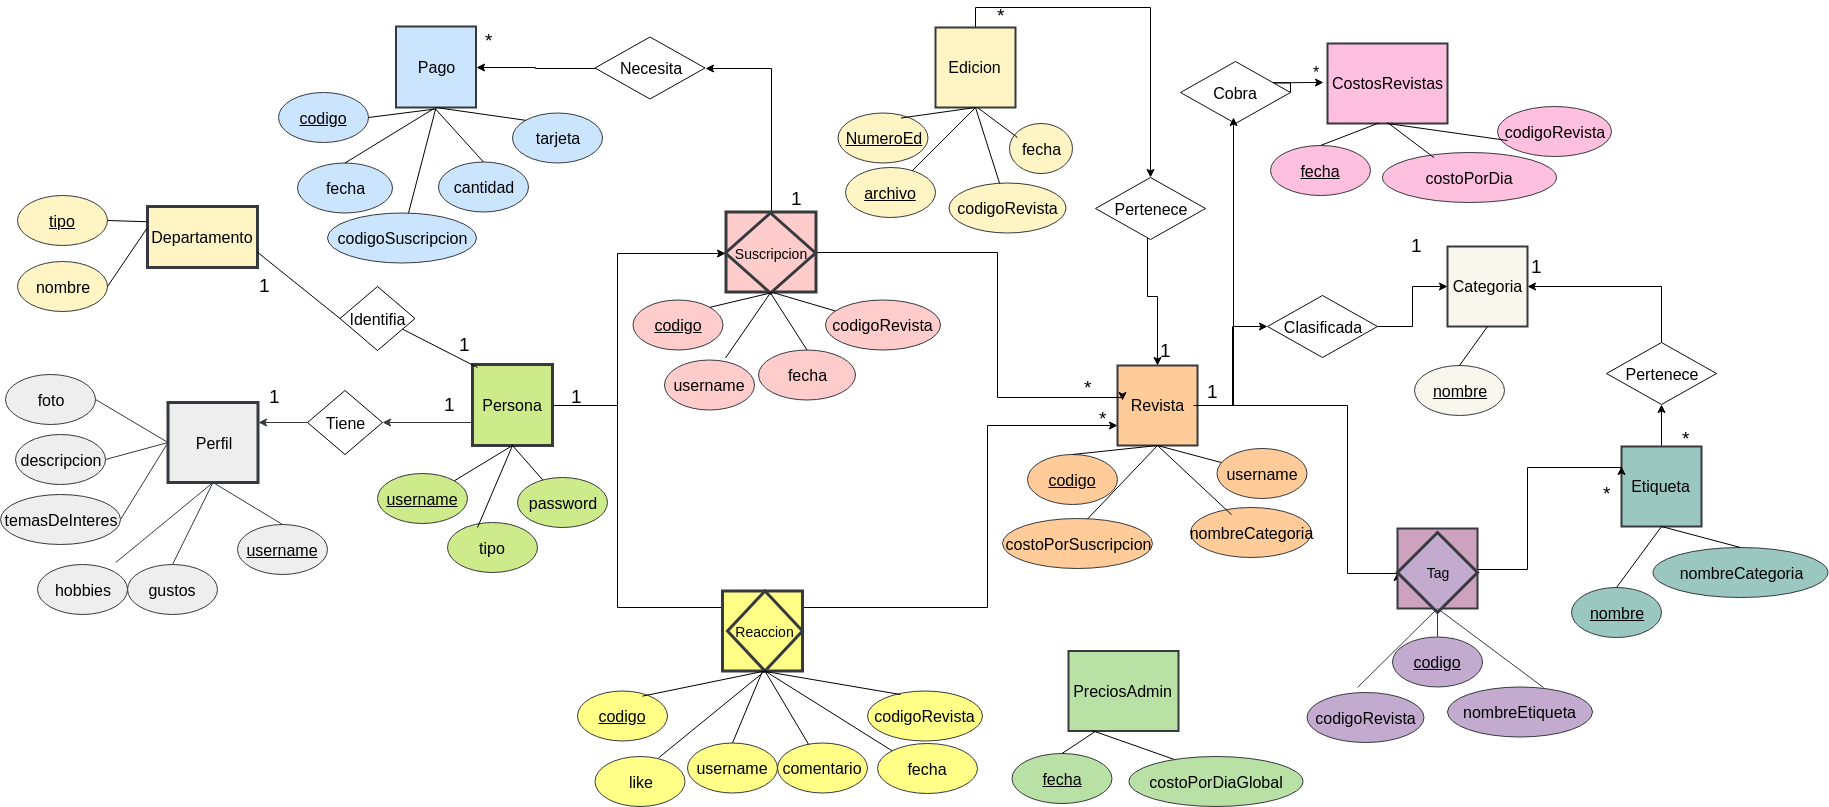 Pago
*
Necesita
codigo
tarjeta
fecha
cantidad
codigoSuscripcion
Edicion
*
NumeroEd
fecha
archivo
codigoRevista
Pertenece
Cobra
*
CostosRevistas
codigoRevista
fecha
costoPorDia
tipo
Departamento
nombre
1
Identifia
1
1
Suscripcion
codigo
codigoRevista
username
fecha
1
Categoria
1
Clasificada
nombre
Pertenece
*
foto
descripcion
temasDeInteres
hobbies
gustos
username
Perfil
1
Tiene
1
Persona
1
username
password
tipo
1
*
*
Revista
1
codigo
username
costoPorSuscripcion
nombreCategoria
Etiqueta
*
nombreCategoria
nombre
Tag
codigo
codigoRevista
nombreEtiqueta
Reaccion
codigo
codigoRevista
like
username
comentario
fecha
PreciosAdmin
fecha
costoPorDiaGlobal